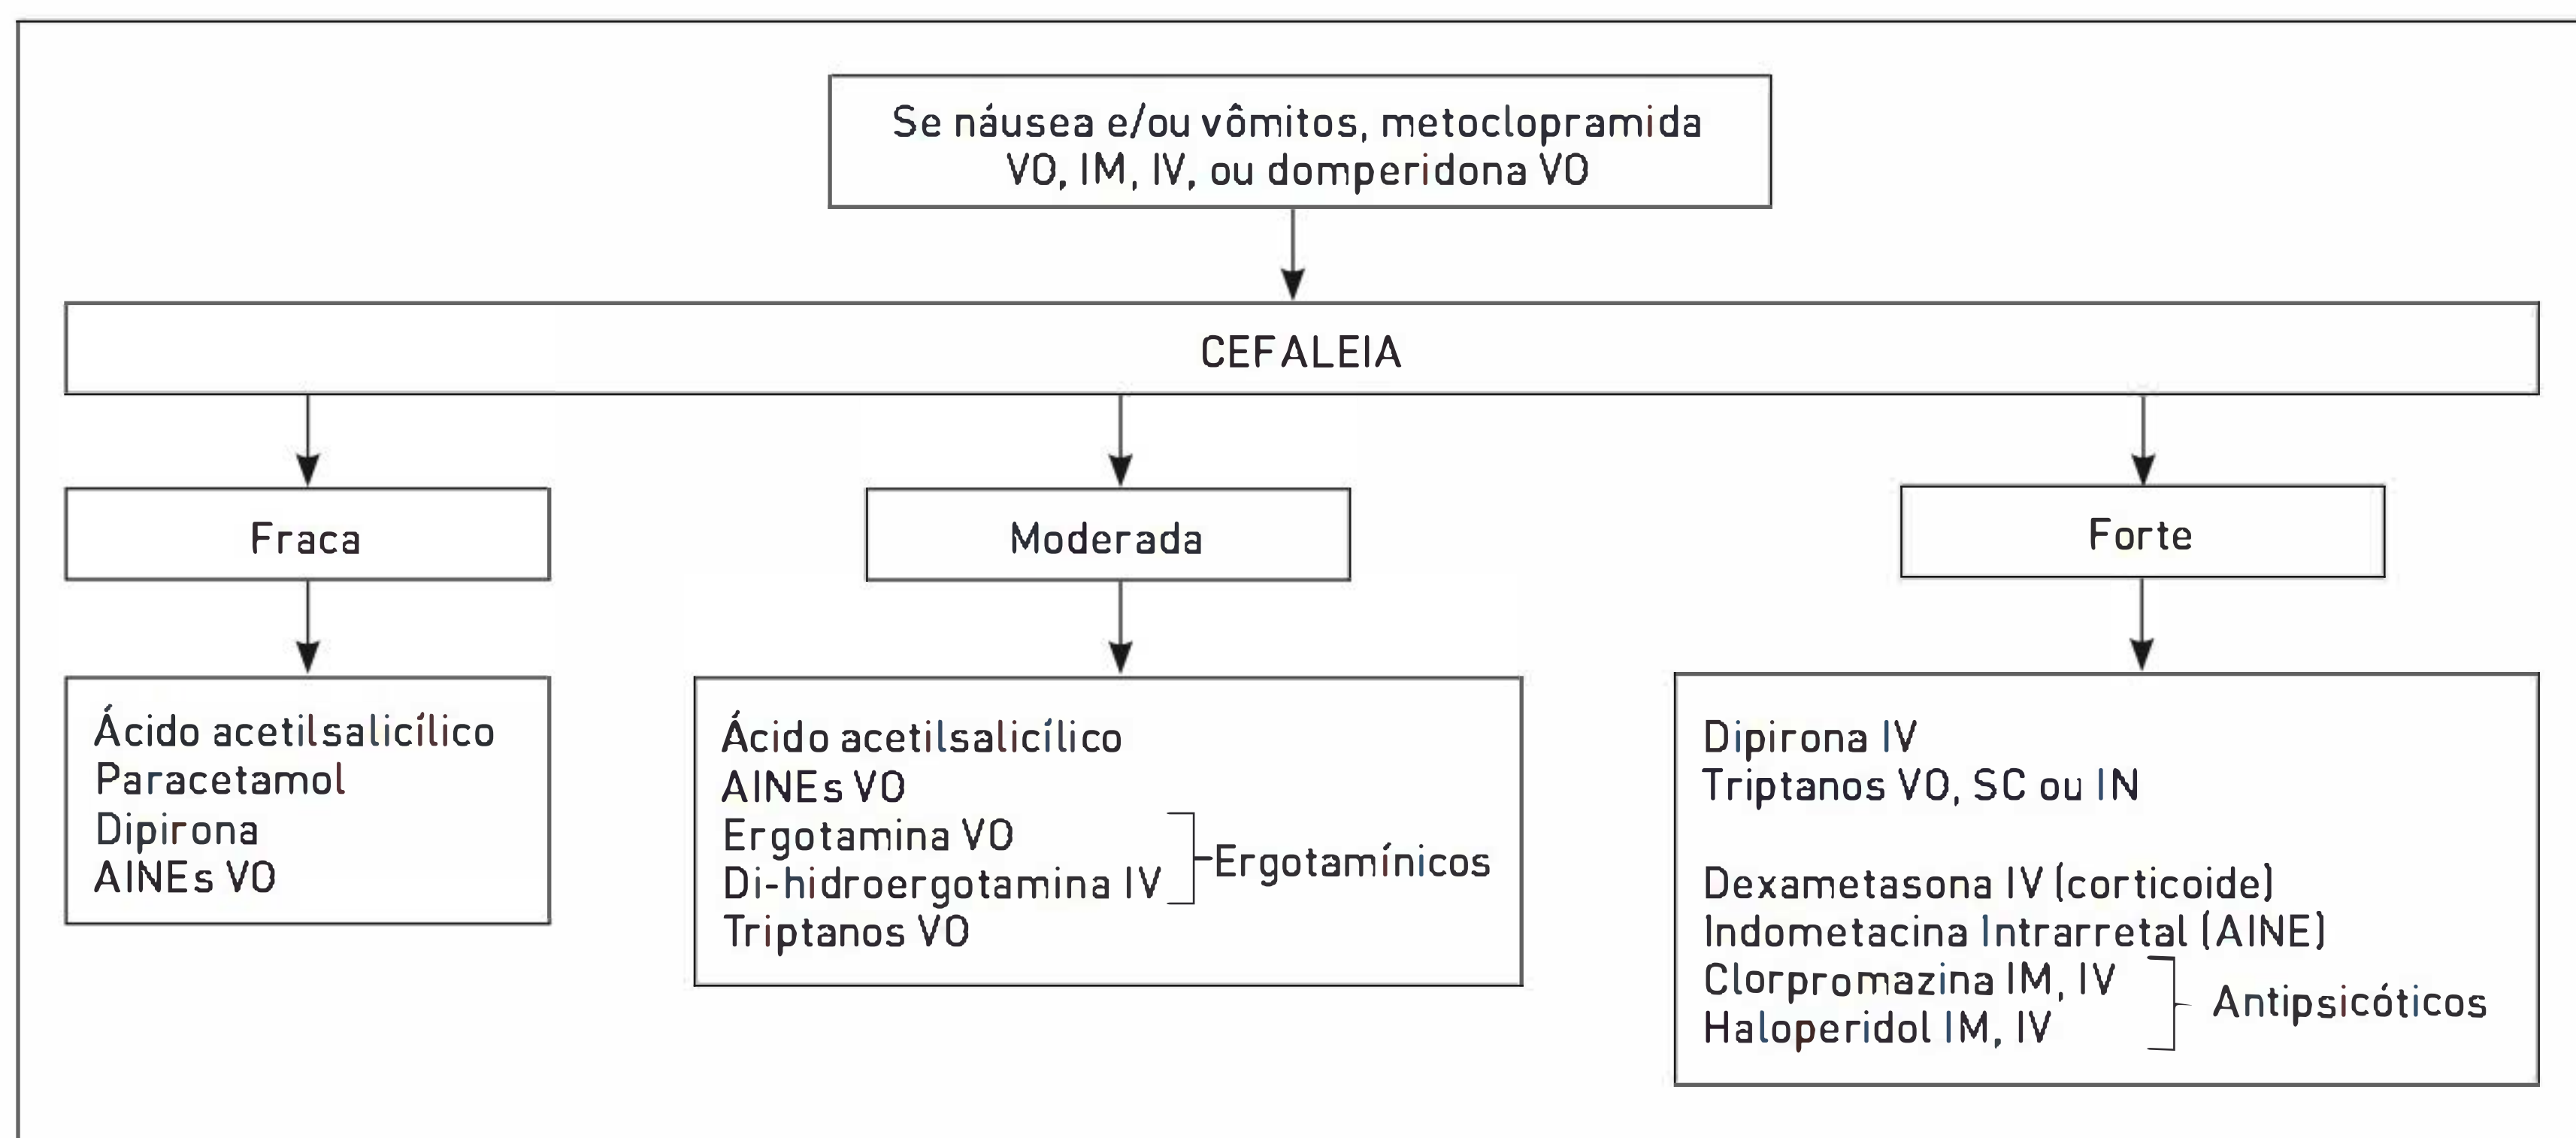 Se náusea e/ou vômitos, metoclopramida
VO, IM, IV, ou domperidona VO
CEFALEIA
Fraca
Moderada
Forte
Ácido acetilsalicílico
Paracetamol
Dipirona
AINEs VO
Ácido acetilsalicílico
AINEs VO
Ergotamina VO
Di-hidroergotamina IV
Ergotamínicos
Triptanos VO
Dipirona IV
Triptanos VO, SC ou IN
Dexametasona IV (corticoide)
Indometacina Intrarretal (AINE)
Clorpromazina IM, IV
Haloperidol IM, IV
Antipsicóticos